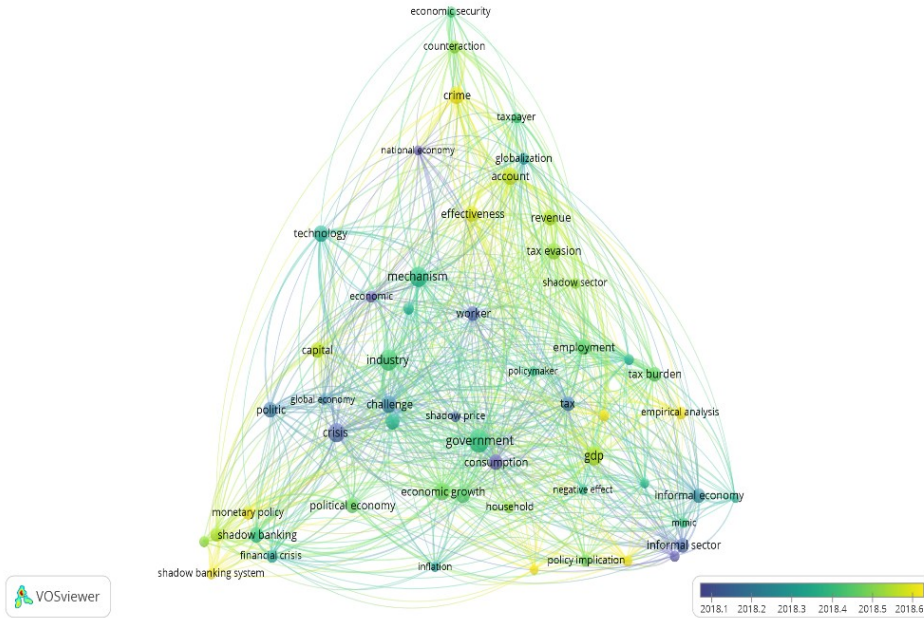 economic security
counteraction
crime
taxpayer
national economy
globalization
account
effectiveness
revenue
technology
tax evasion
mechanism
shadow sector
economic
worker
capital
employment
industry
policymaker
tax burden
global economy
challenge
tax
politic
shadow price
empirical analysis
crisis
government
gdp
consumption
economic growth
negative effect
informal economy
political economy
household
monetary policy
mimic
shadow banking
informal sector
financial crisis
policy implication
inflation
shadow banking system
VOSviewer
2018.1 2018.2 2018.3 2018.4 2018.5 2018.6